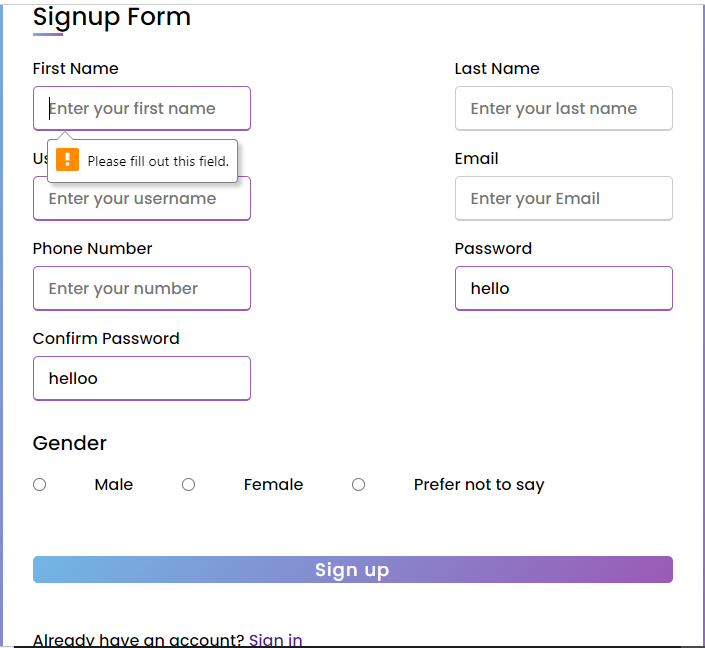 Signup Form
First Name Last Name
Enter your first name Enter your last name
Please fill out this field.
Us Email
Enter your username Enter your Email
Phone Number Password
Enter your number hello
Confirm Password
helloo
Gender
Male Female Prefer not to say
Sign up
Already have an account? Sign in